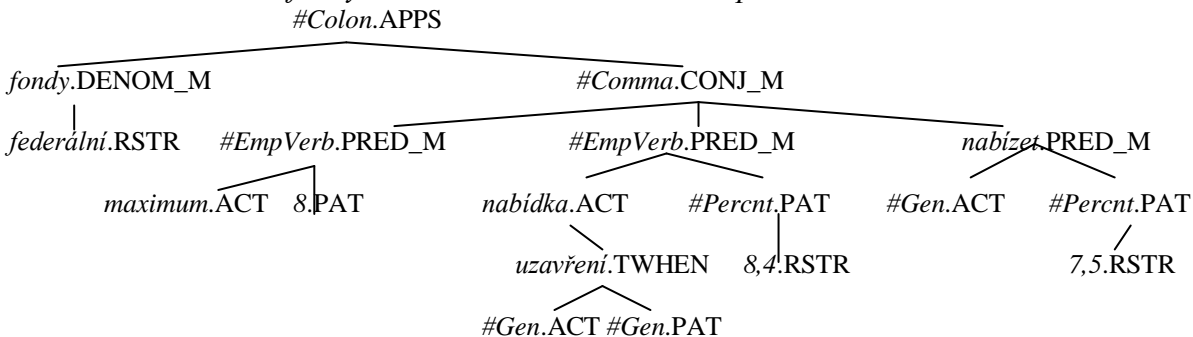 #Colon.APPS
fondy.DENOM_M #Comma.CONJ_M
federální.RSTR #EmpVerb.PRED_M #EmpVerb.PRED_M nabízet.PRED_M
maximum.ACT 8.PAT nabídka.ACT #Percnt.PAT #Gen.ACT #Percnt.PAT
uzavření.TWHEN 8,4.RSTR 7,5.RSTR
#Gen.ACT #Gen.PAT